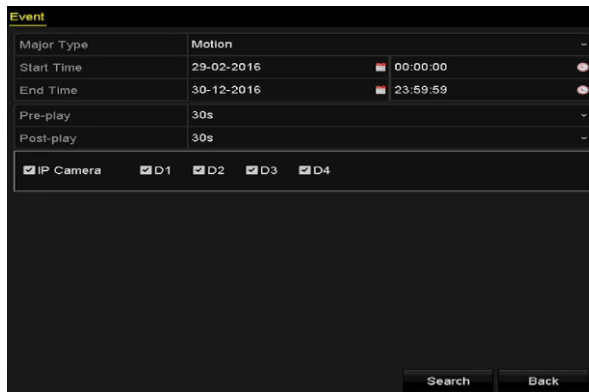 Event
Major Type Motion
Start Time 29-02-2016 00:00:00
End Time 30-12-2016 23:59:59
Pre-play 30s
Post-play 30s
IP Camera D1 D2 D3 D4
Search Back